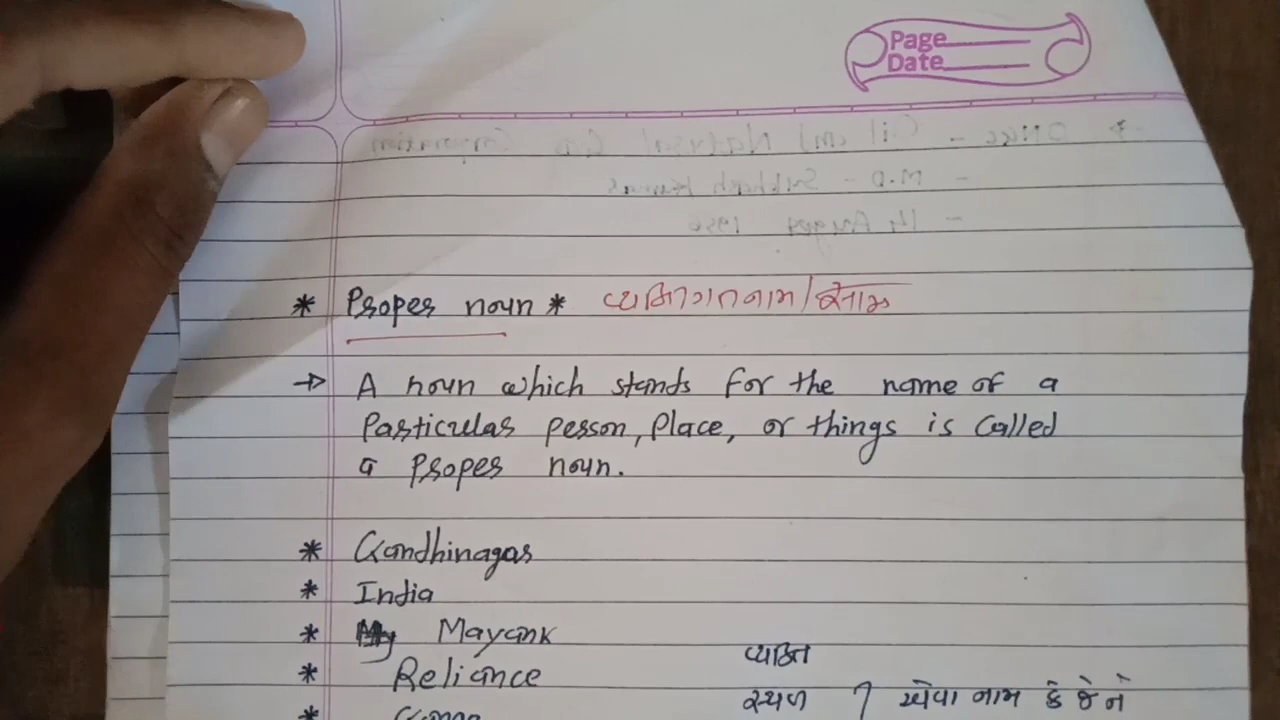 Page
Date
* Proper noun * વ્યક્તિગત નામ /
→ A noun which stands for the name of a
Particular person, Place, or things is called
a Proper noun.
* Gandhinagar
* India
* Mayank
* Reliance
*
વ્યક્તિ
સ્થળ એવા નામ કે જેને